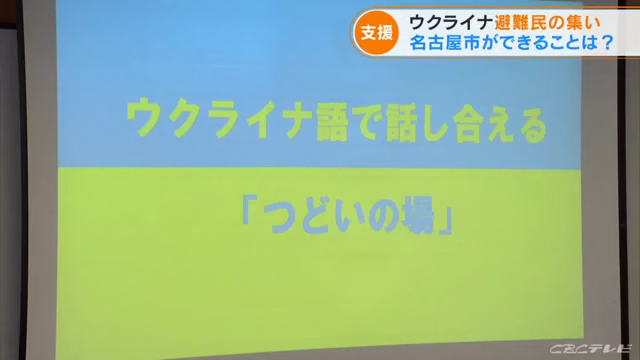 支援
ウクライナ避難民の集い
名古屋市ができることは？
ウクライナ語で話し合える
「つどいの場」
CBCテレビ